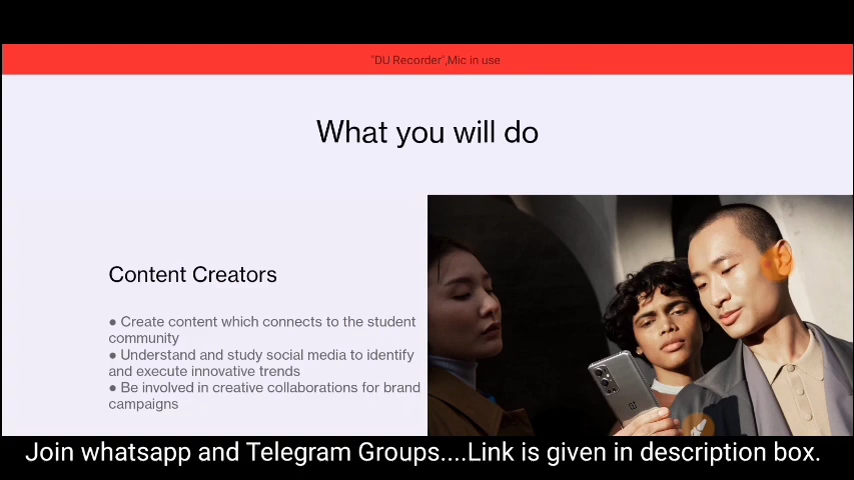 "DU Recorder",Mic in use
What you will do
Content Creators
● Create content which connects to the student
community
● Understand and study social media to identify
and execute innovative trends
● Be involved in creative collaborations for brand
campaigns
Join whatsapp and Telegram Groups....Link is given in description box.